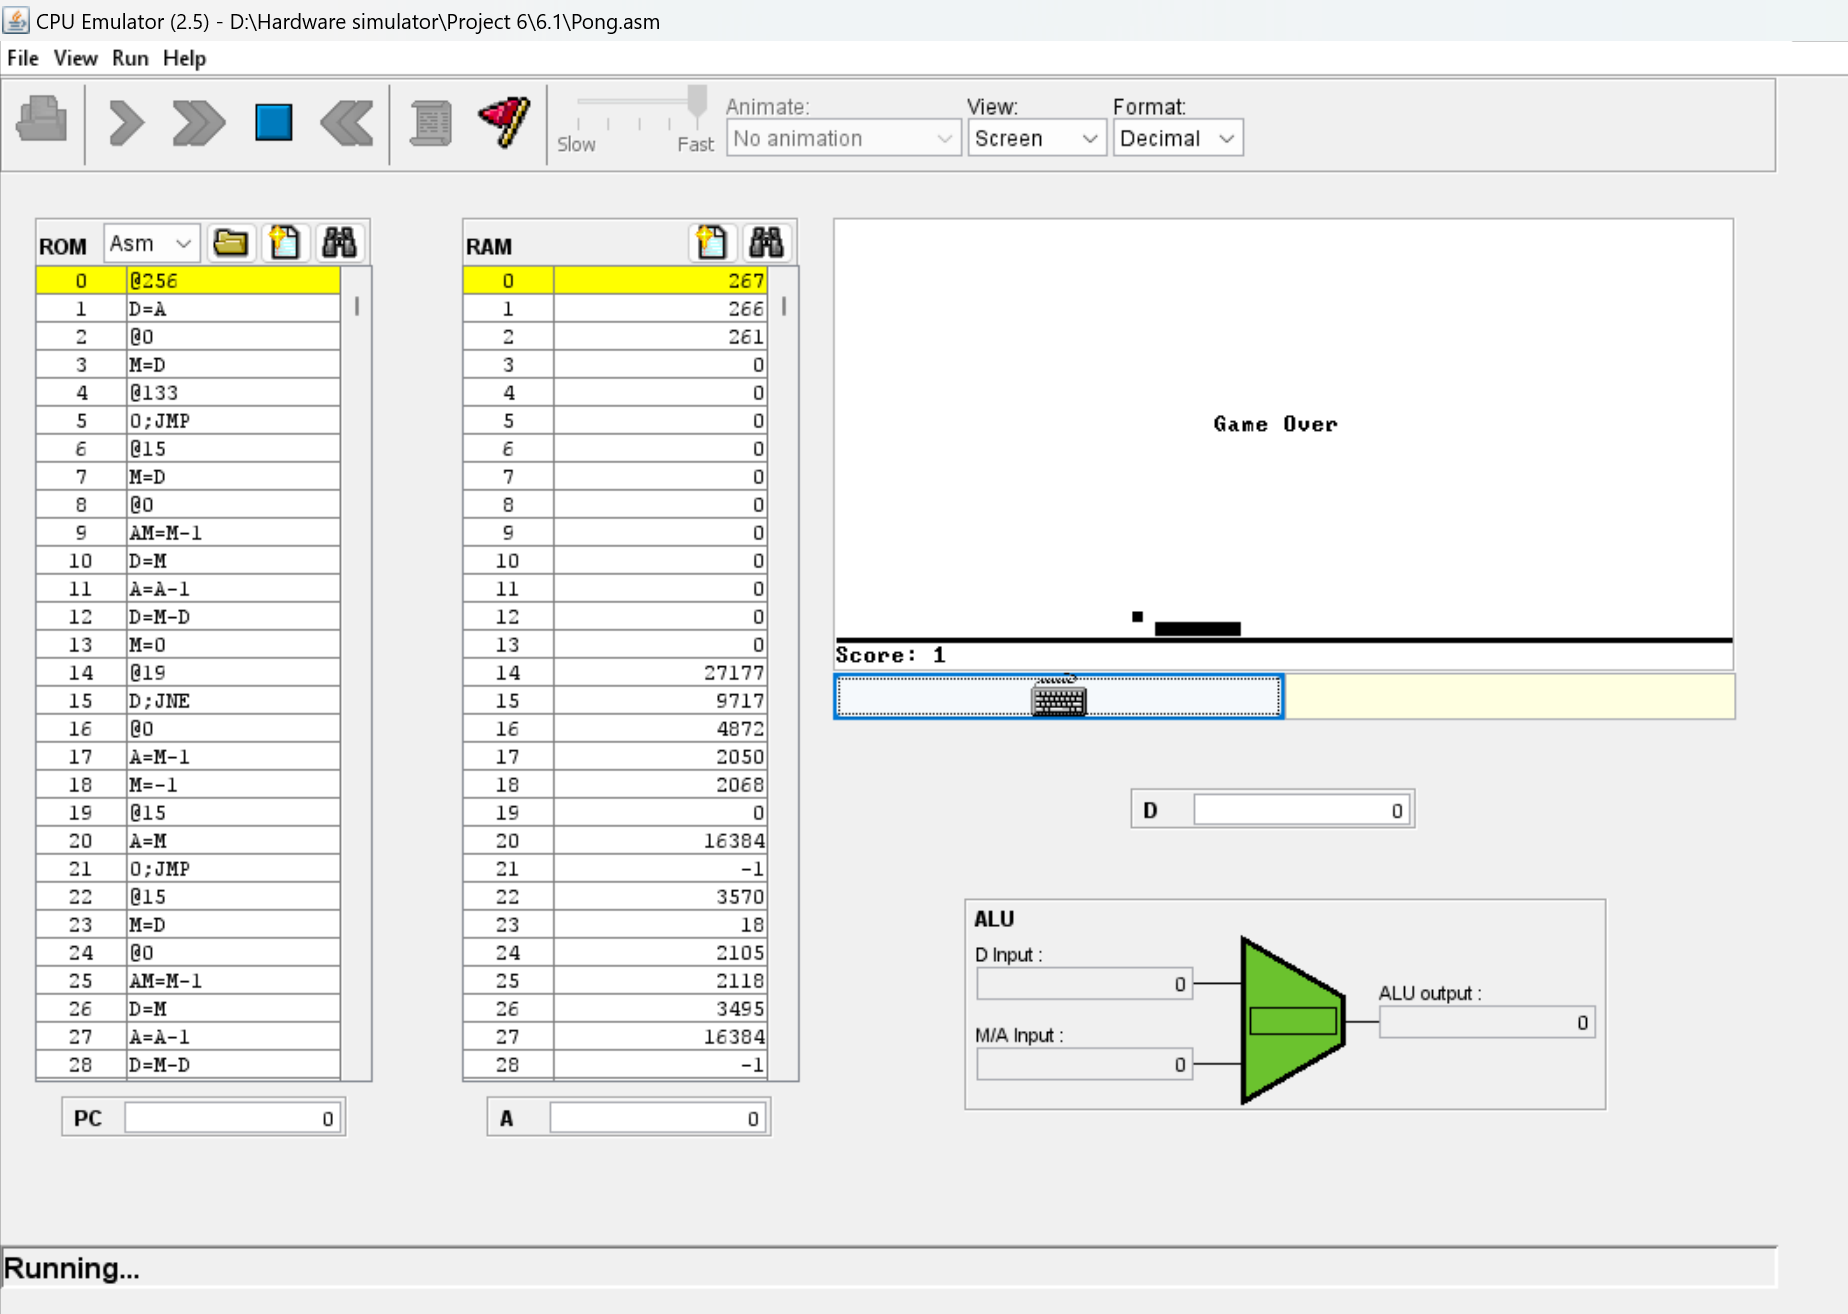 CPU Emulator (2.5) - D:\Hardware simulator\Project 6\6.1\Pong.asm
File View Run Help
Slow Fast
Animate:
No animation
View:
Screen
Format:
Decimal
ROM Asm
0 @256
1 D=A
2 @0
3 M=D
4 @133
5 0;JMP
6 @15
7 M=D
8 @0
9 AM=M-1
10 D=M
11 A=A-1
12 D=M-D
13 M=0
14 @19
15 D;JNE
16 @0
17 A=M-1
18 M=-1
19 @15
20 A=M
21 0;JMP
22 @15
23 M=D
24 @0
25 AM=M-1
26 D=M
27 A=A-1
28 D=M-D
PC 0
RAM
0 267
1 266
2 261
3 0
4 0
5 0
6 0
7 0
8 0
9 0
10 0
11 0
12 0
13 0
14 27177
15 9717
16 4872
17 2050
18 2068
19 0
20 16384
21 -1
22 3570
23 18
24 2105
25 2118
26 3495
27 16384
28 -1
A 0
Game Over
Score: 1
D 0
ALU
D Input :
0
M/A Input :
0
ALU output :
0
Running...